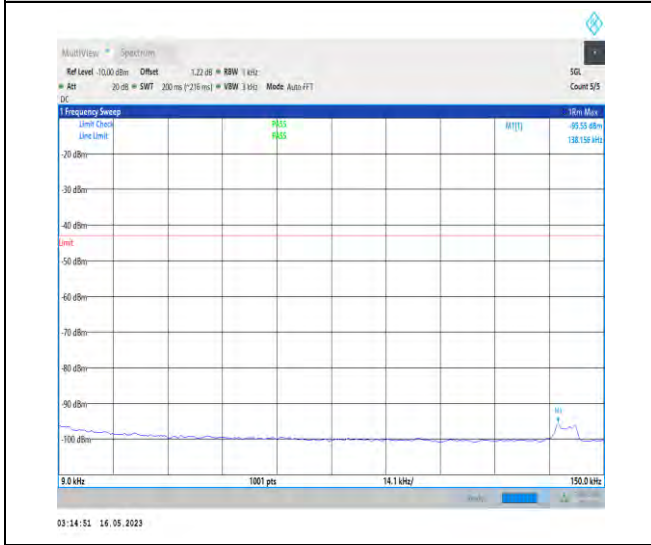 MultiView Spectrum
Ref Level -10.00 dBm Offset 1.22 dB RBW 1 kHz SGL
Att 20 dB SWT 200 ms (~216 ms) VBW 3 kHz Mode Auto FFT Count 5/5
DC
1 Frequency Sweep 1Rm Max
Limit Check PASS M1[1] -95.55 dBm
Line Limit PASS 138.156 kHz
-20 dBm
-30 dBm
-40 dBm
Limit
-50 dBm
-60 dBm
-70 dBm
-80 dBm
-90 dBm
M1
-100 dBm
9.0 kHz 1001 pts 14.1 kHz/ 150.0 kHz
03:14:51 16.05.2023